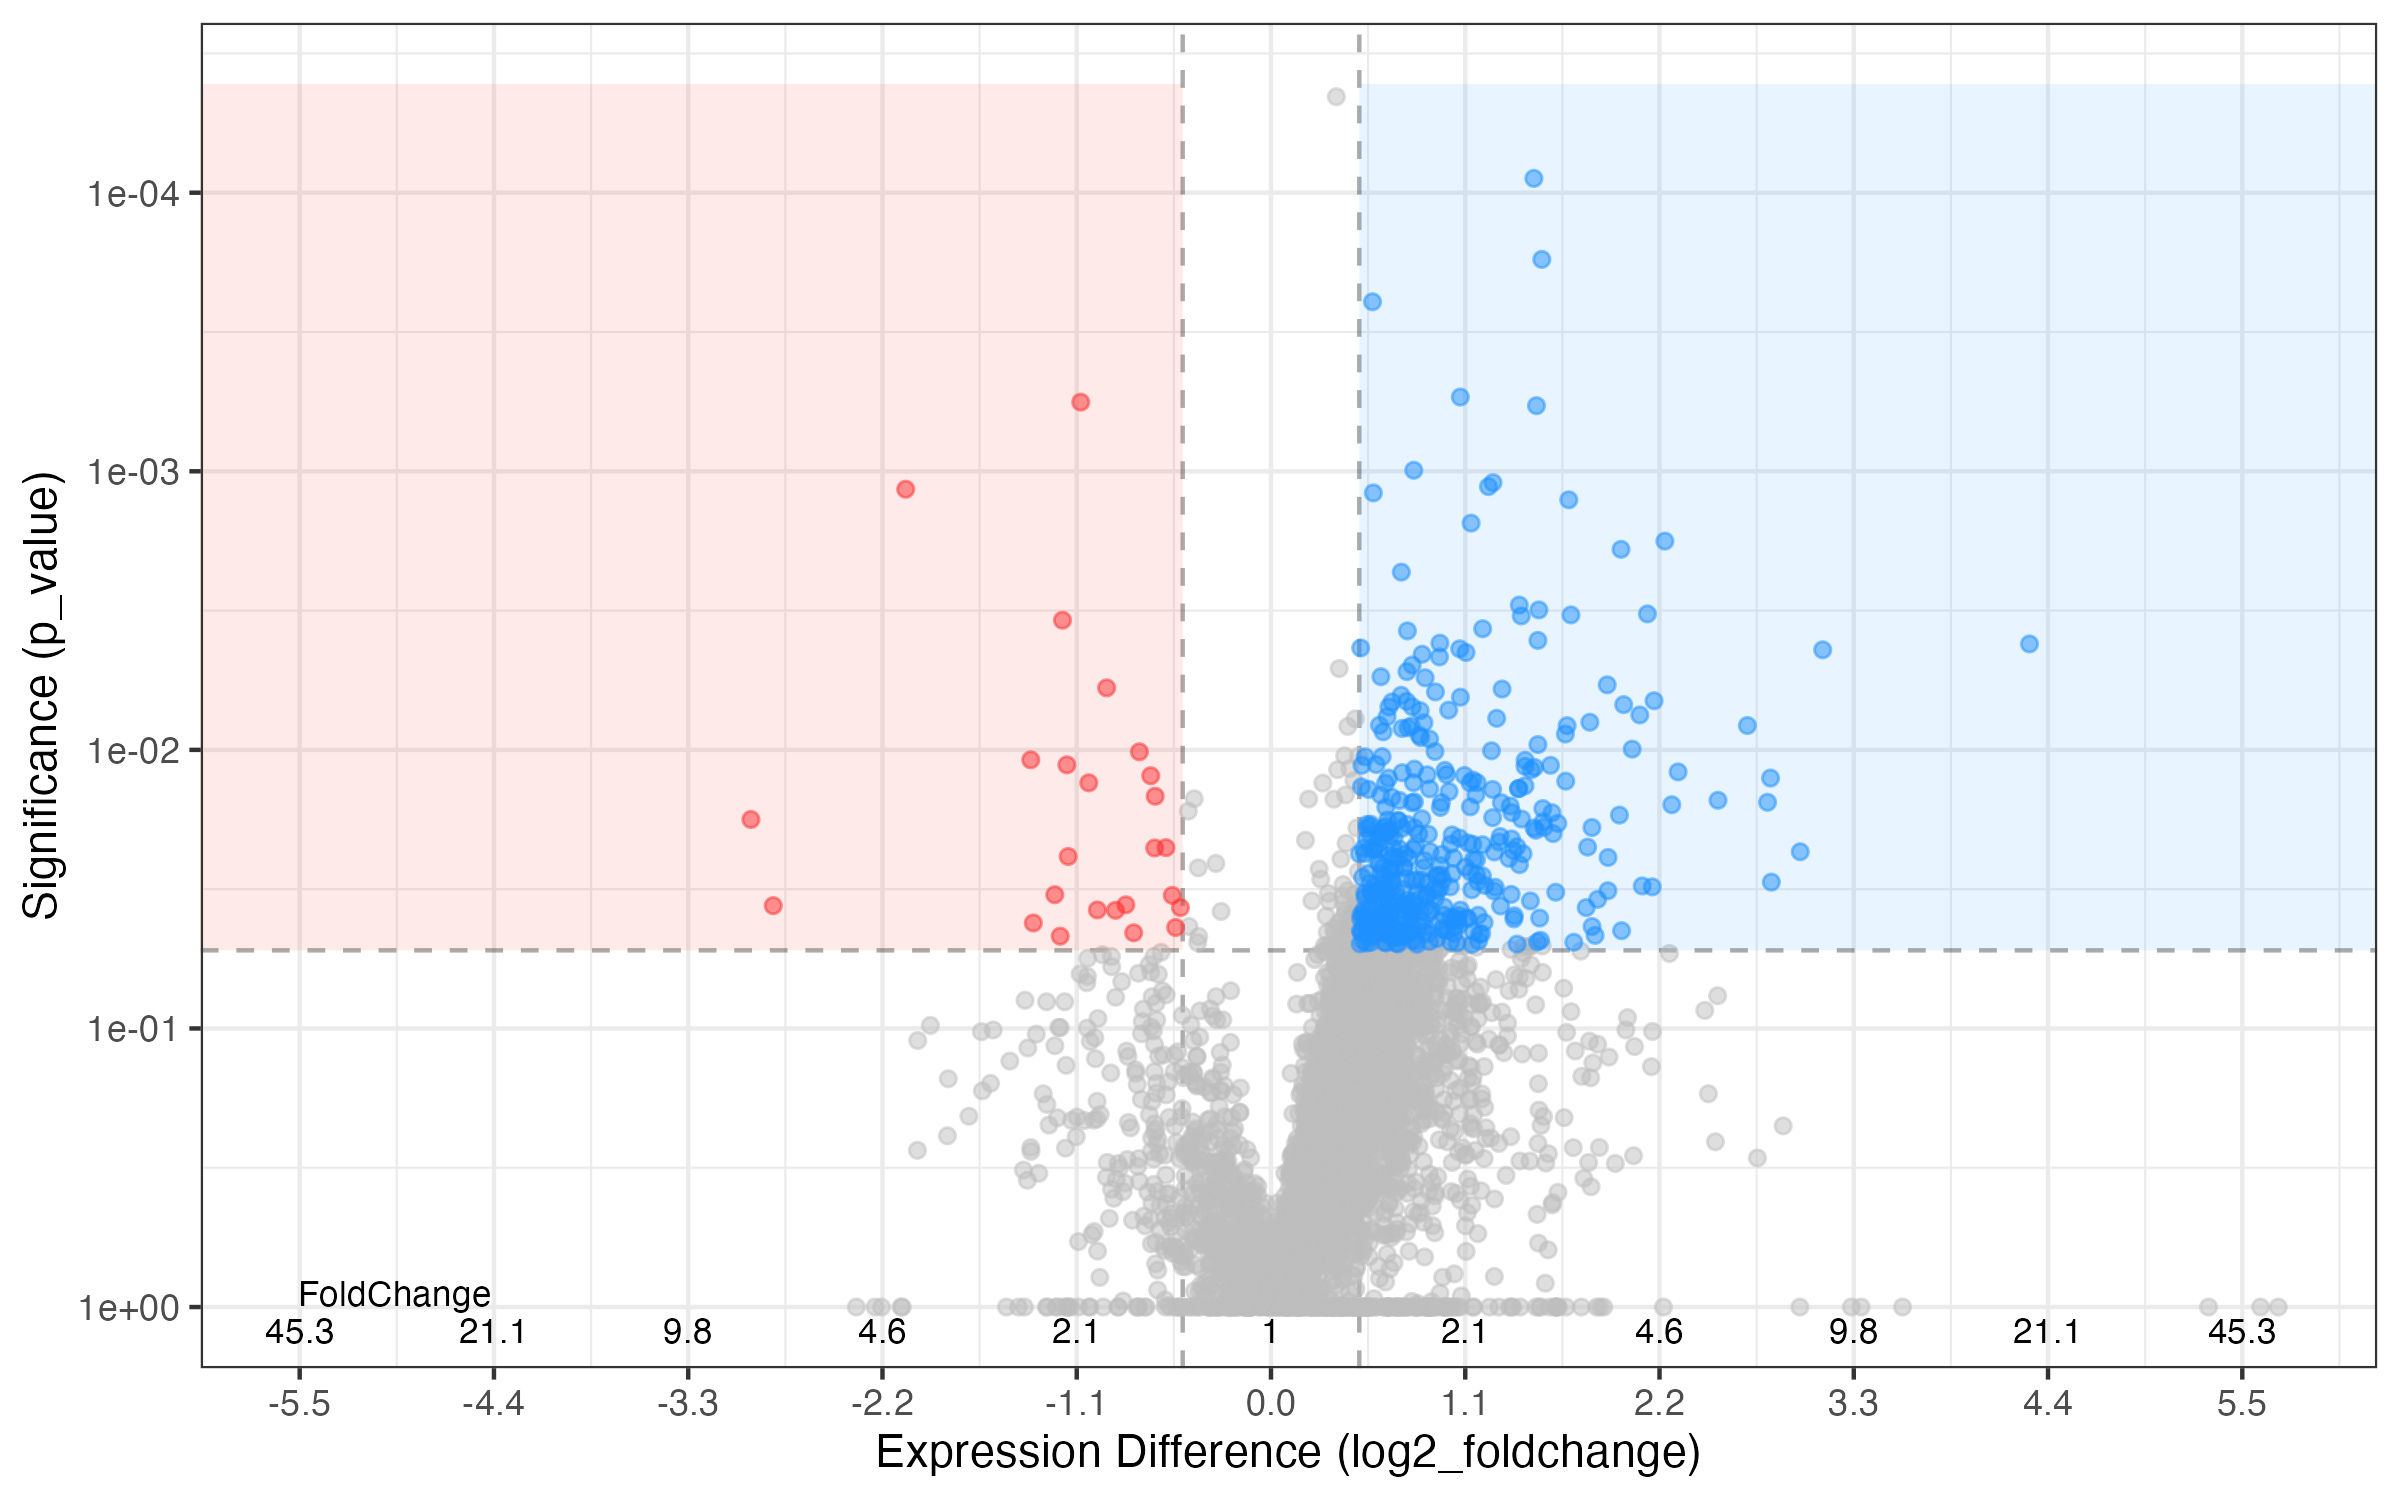 Significance (p_value)
1e-04
1e-03
1e-02
1e-01
1e+00
FoldChange
45.3 21.1 9.8 4.6 2.1 1 2.1 4.6 9.8 21.1 45.3
-5.5 -4.4 -3.3 -2.2 -1.1 0.0 1.1 2.2 3.3 4.4 5.5
Expression Difference (log2_foldchange)